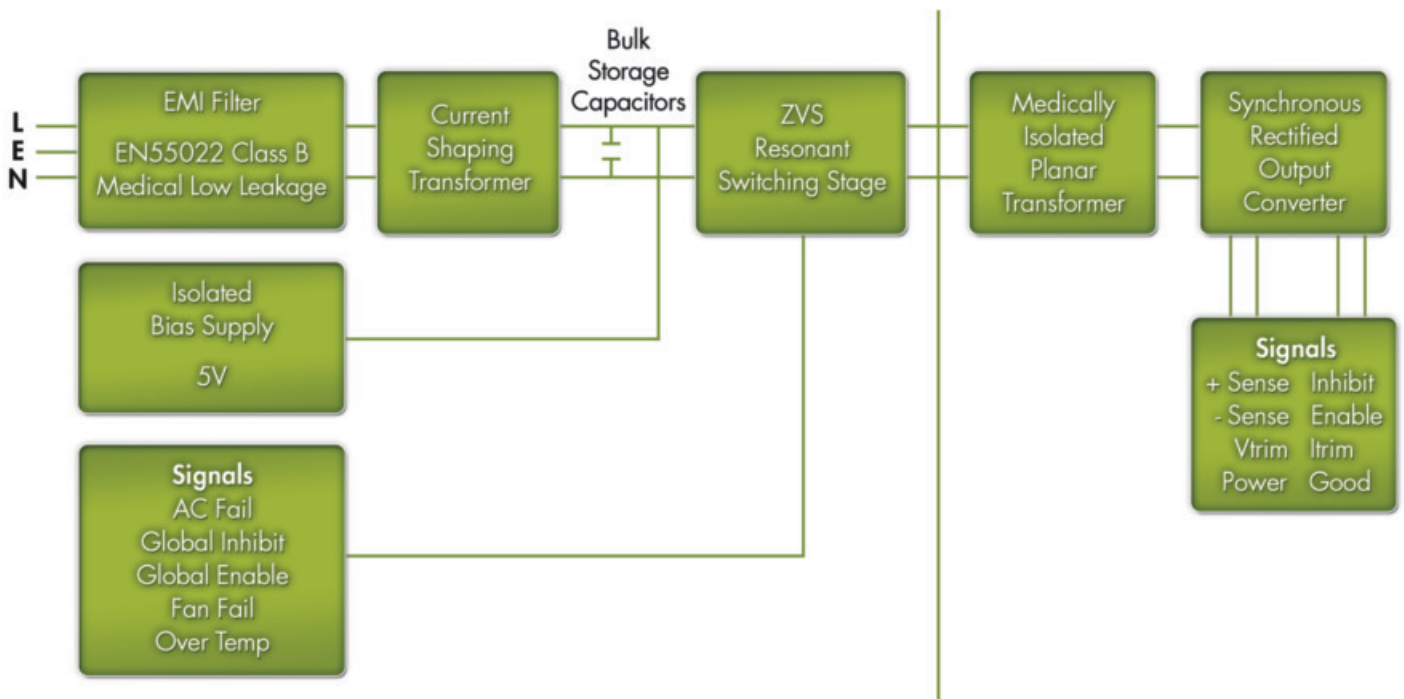 L
E
N
EMI Filter
EN55022 Class B
Medical Low Leakage
Current
Shaping
Transformer
Bulk
Storage
Capacitors
ZVS
Resonant
Switching Stage
Medically
Isolated
Planar
Transformer
Synchronous
Rectified
Output
Converter
Isolated
Bias Supply
5V
Signals
AC Fail
Global Inhibit
Global Enable
Fan Fail
Over Temp
Signals
+ Sense Inhibit
- Sense Enable
Vtrim Itrim
Power Good